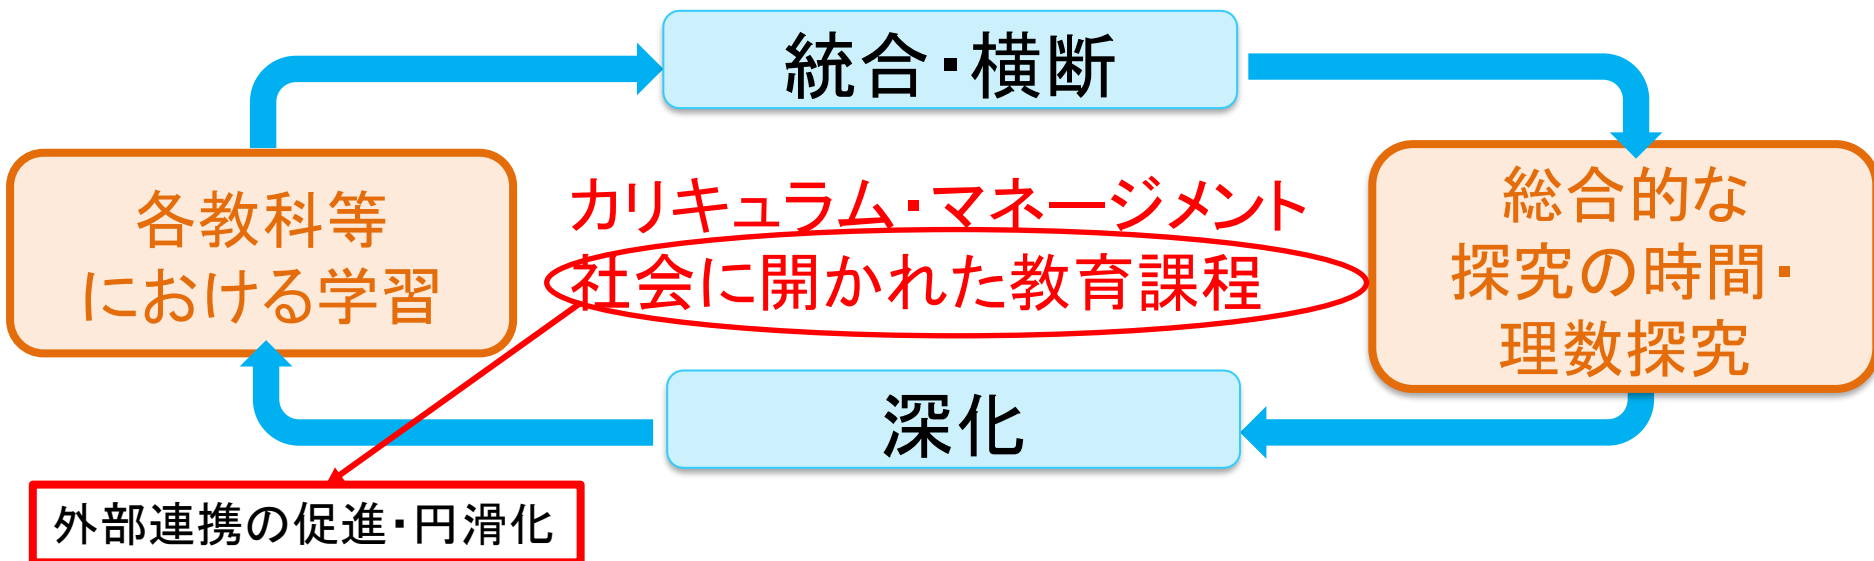 統合・横断
各教科等
における学習
カリキュラム・マネージメント
社会に開かれた教育課程
総合的な
探究の時間・
理数探究
深化
外部連携の促進・円滑化